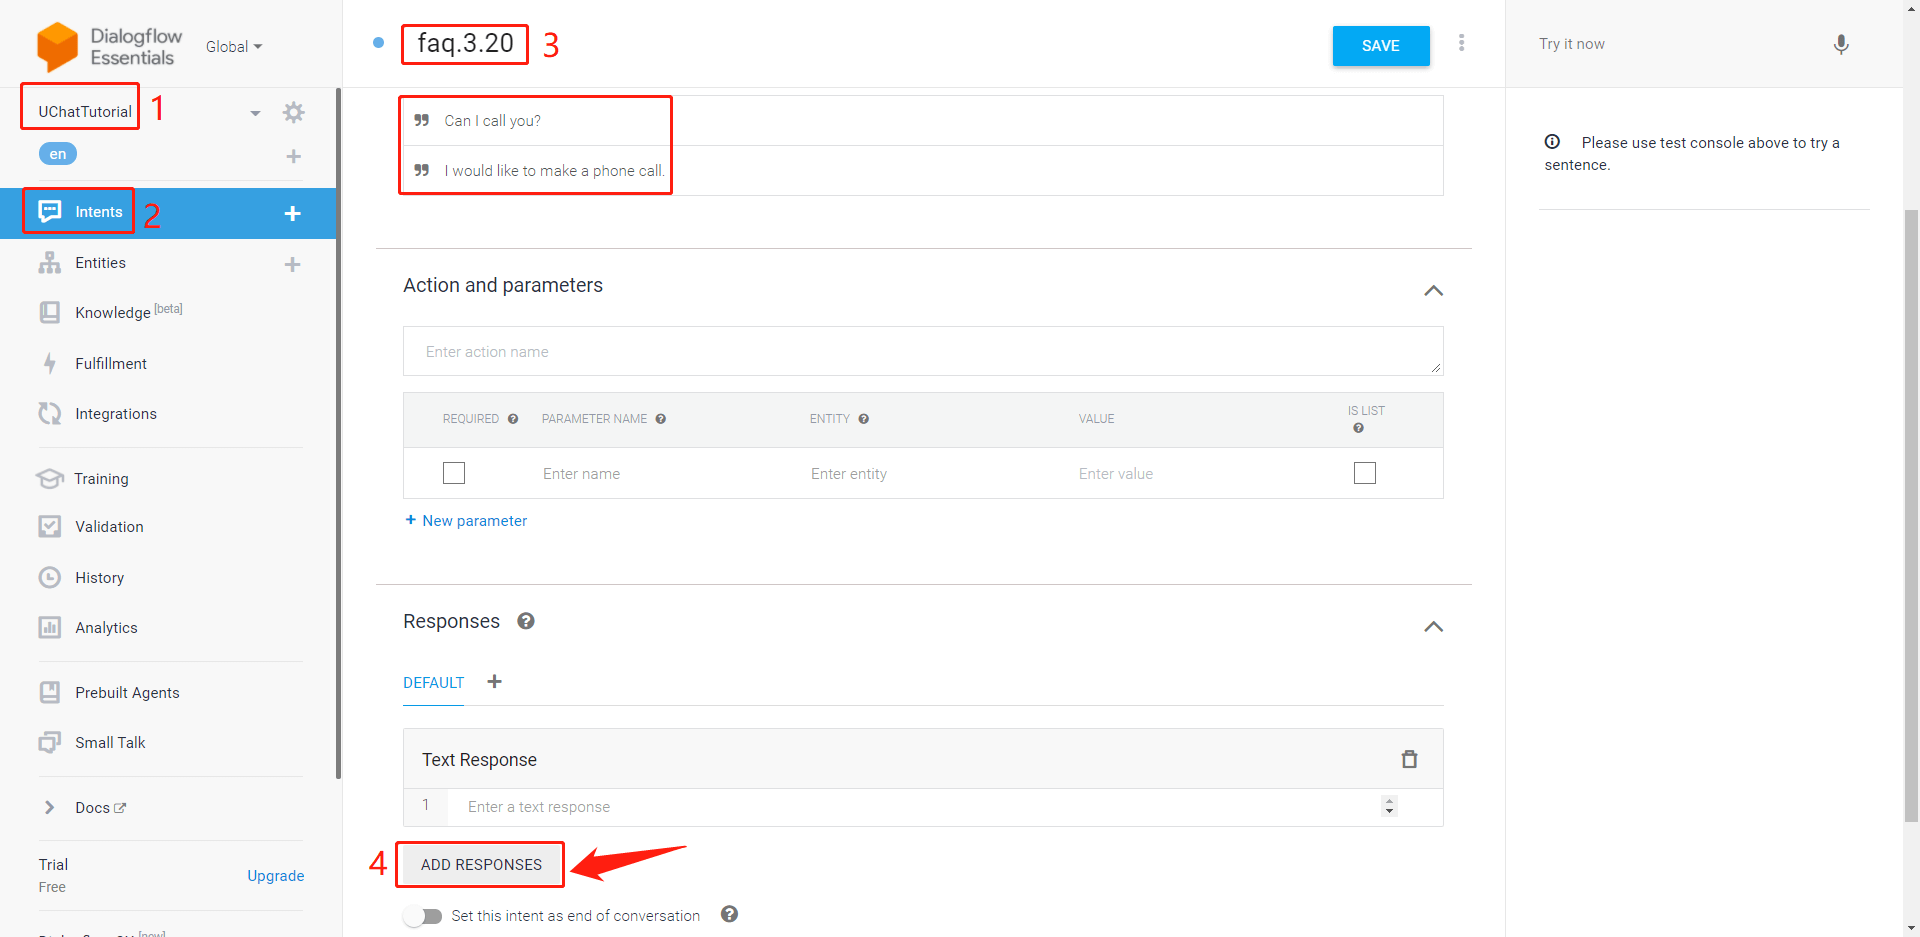 Dialogflow
Essentials
Global
UChatTutorial
1
en
Intents
2
Entities
Knowledge [beta]
Fulfillment
Integrations
Training
Validation
History
Analytics
Prebuilt Agents
Small Talk
Docs
Trial
Free
Upgrade
faq.3.20
3
SAVE
Can I call you?
I would like to make a phone call.
Action and parameters
Enter action name
REQUIRED
PARAMETER NAME
ENTITY
VALUE
IS LIST
Enter name
Enter entity
Enter value
+ New parameter
Responses
DEFAULT
Text Response
1
Enter a text response
4
ADD RESPONSES
Set this intent as end of conversation
Try it now
Please use test console above to try a
sentence.